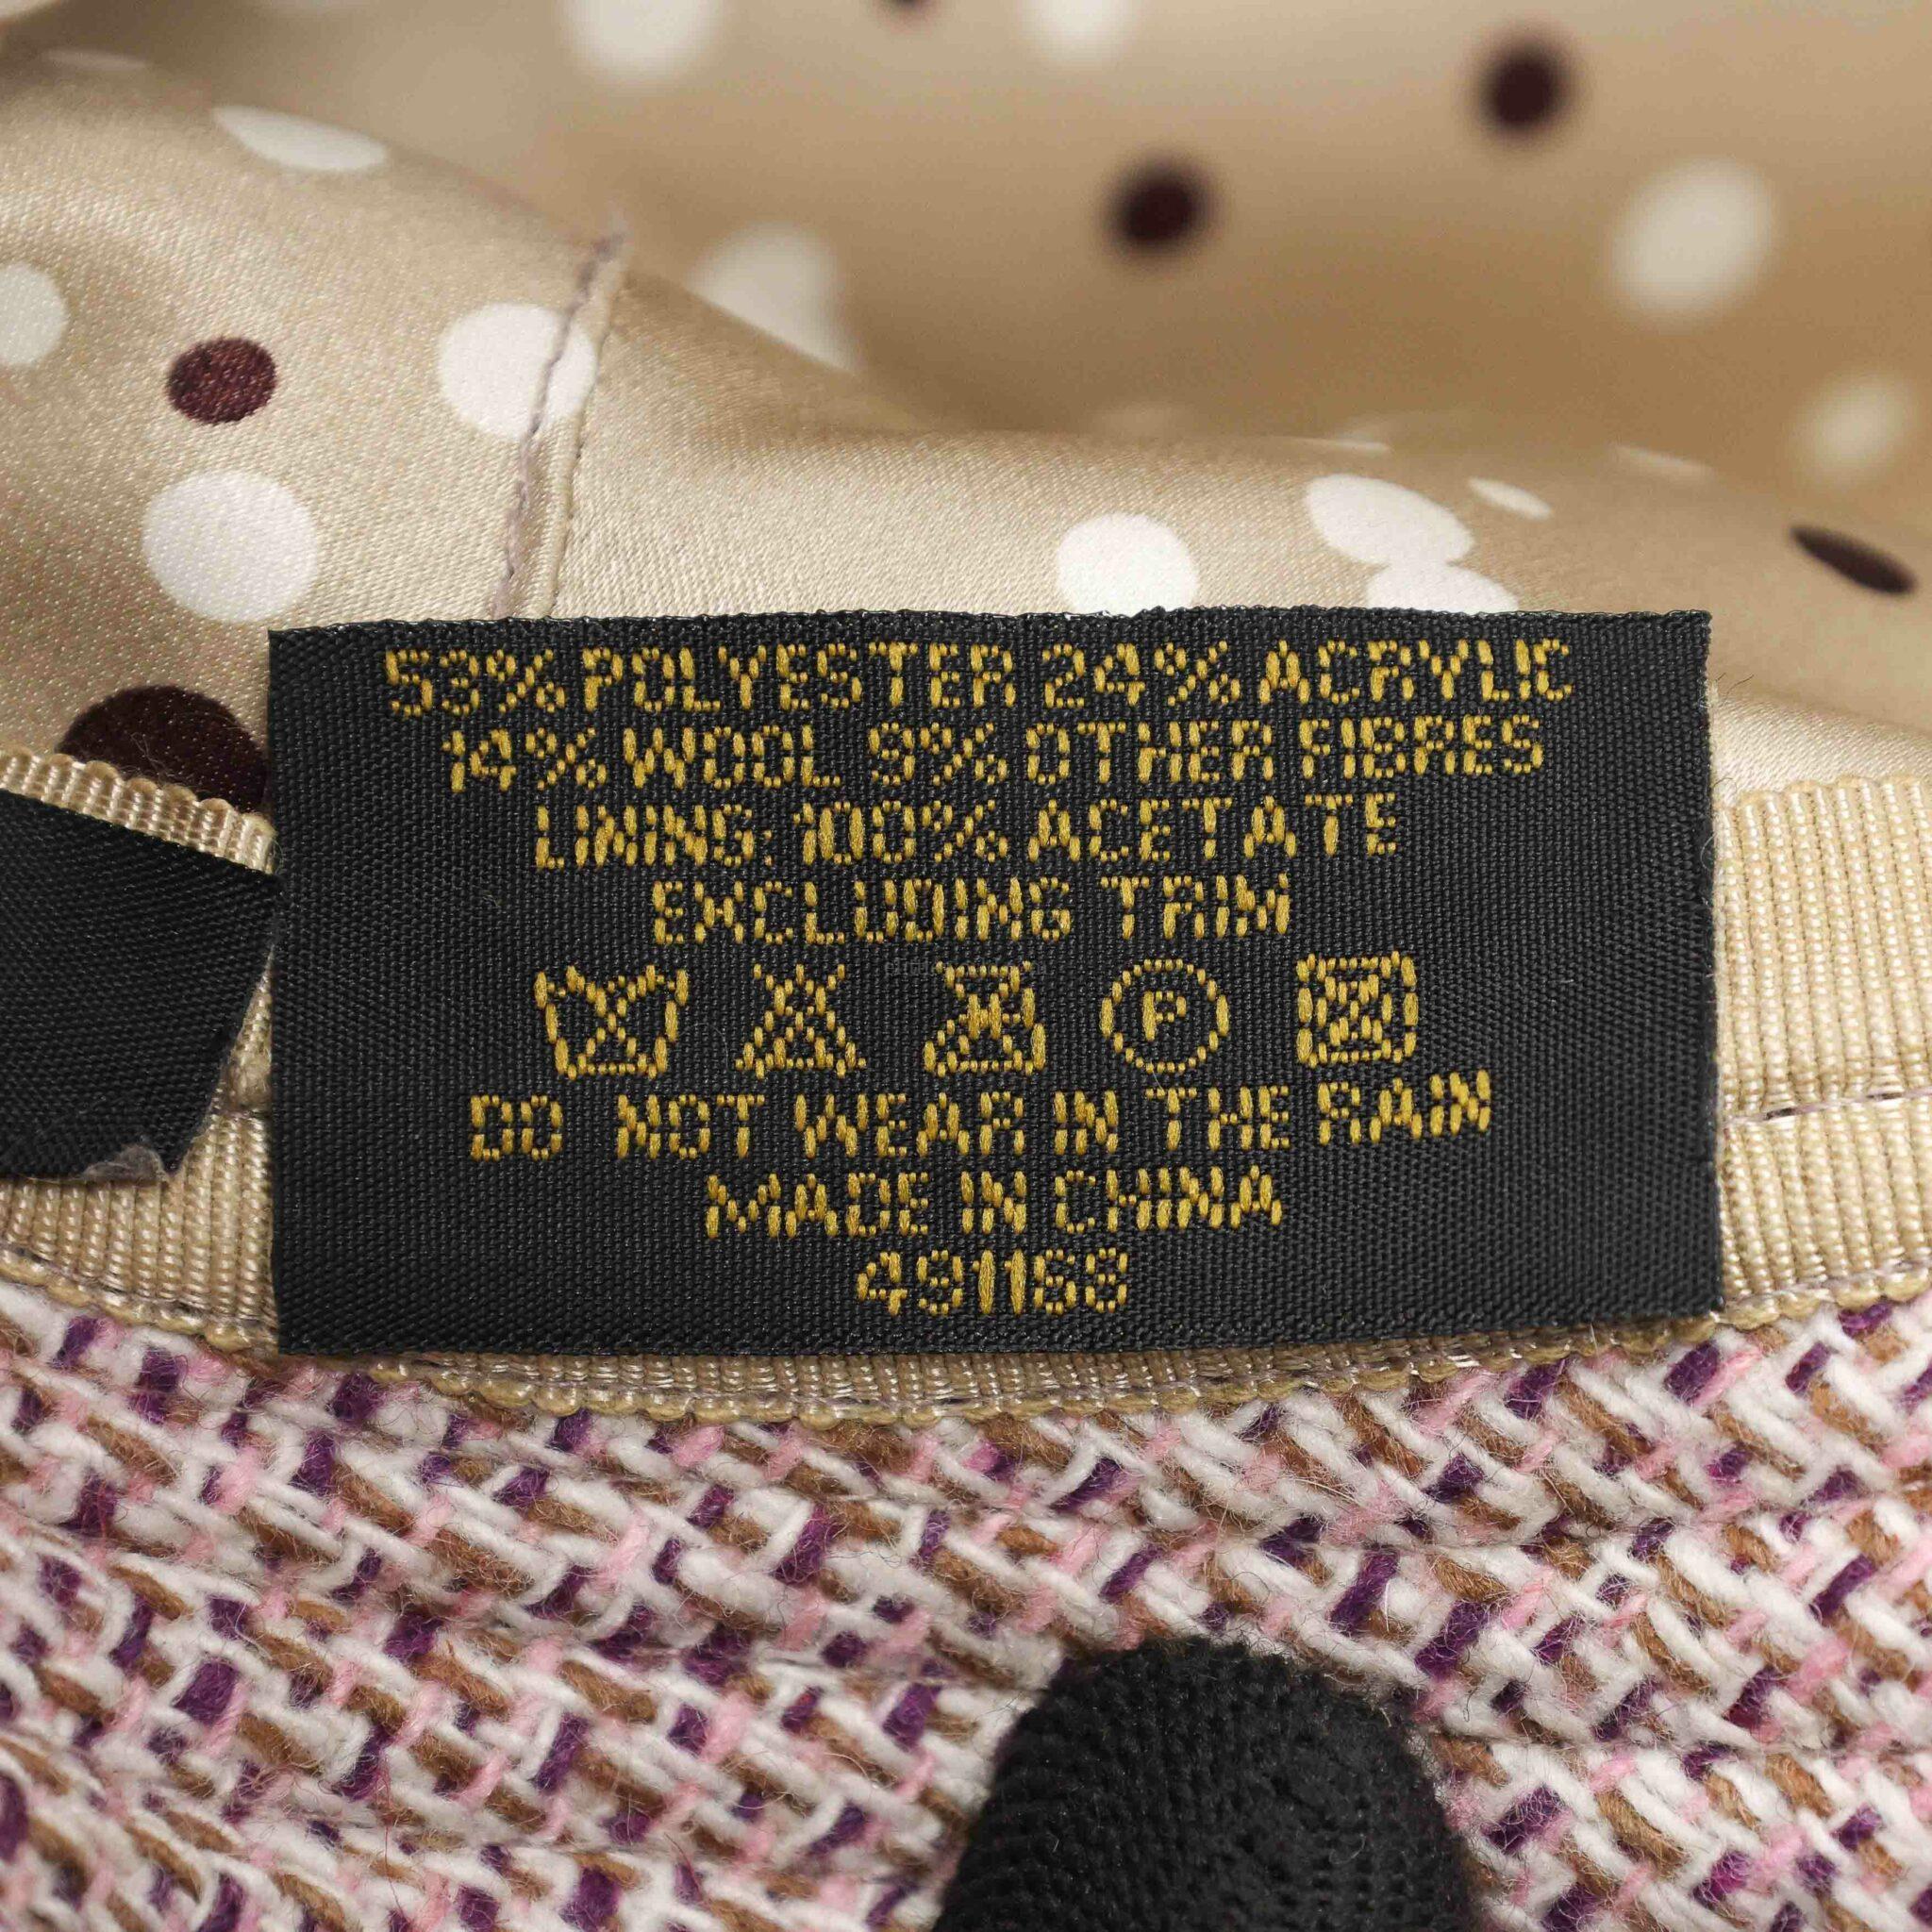 53% POLYESTER 24% ACRYLIC
14% WOOL 9% OTHER FIBRES
LINING: 100% ACETATE
EXCLUDING TRIM
P
DO NOT WEAR IN THE RAIN
MADE IN CHINA
491168